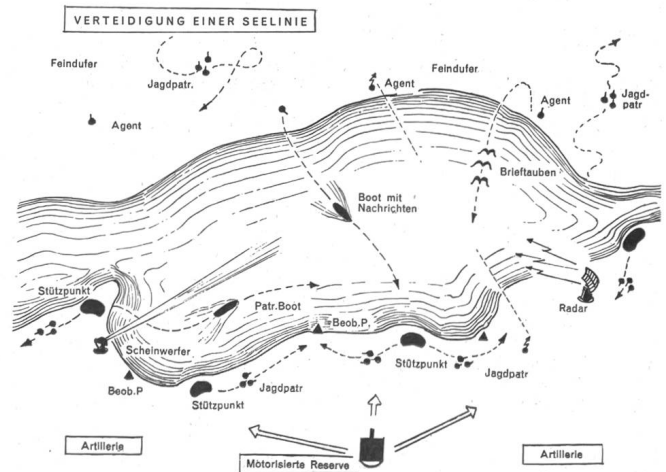 VERTEIDIGUNG EINER SEELINIE
Feindufer
Jagdpatr.
Agent
Agent
Feindufer
Agent
Jagd-
patr
Brieftauben
Boot mit
Nachrichten
Stützpunkt
Patr.Boot
Beob.P.
Radar
Scheinwerfer
Stützpunkt
Jagdpatr
Beob.P
Stützpunkt
Jagdpatr
Artillerie
Motorisierte Reserve
Artillerie